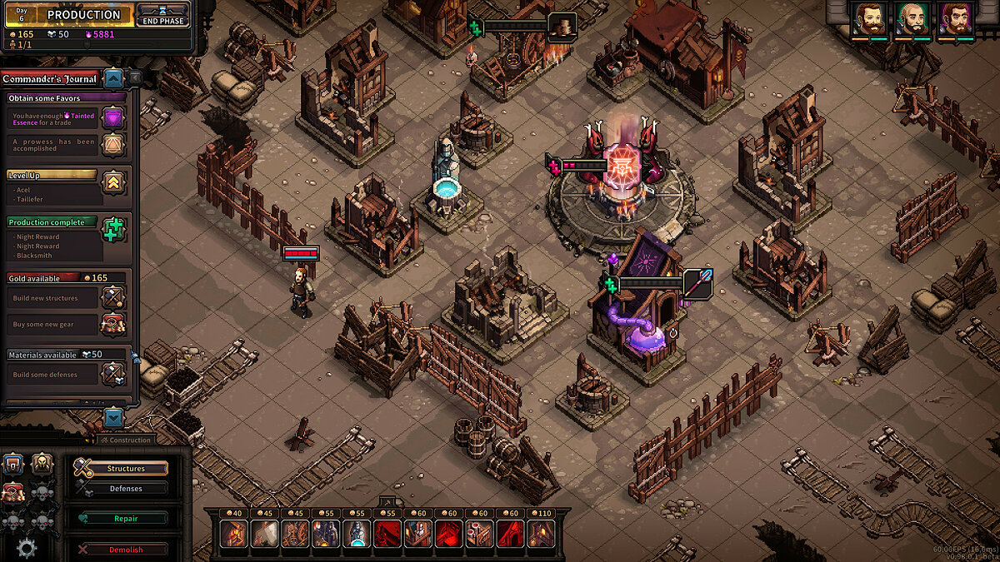 Day
6
PRODUCTION
END PHASE
165
50
5881
1/1
Commander's Journal
Obtain some Favors
You have enough Tainted
Essence for a trade
A prowess has been
accomplished
Level Up
- Acel
- Taillefer
Production complete
- Night Reward
- Night Reward
- Blacksmith
Gold available 165
Build new structures
Buy some new gear
Materials available 50
Build some defenses
Construction
Structures
Defenses
Repair
Demolish
40 45 45 55 55 55 60 60 60 60 110
60.06FPS (16.6ms)
v0.98.0.1-beta